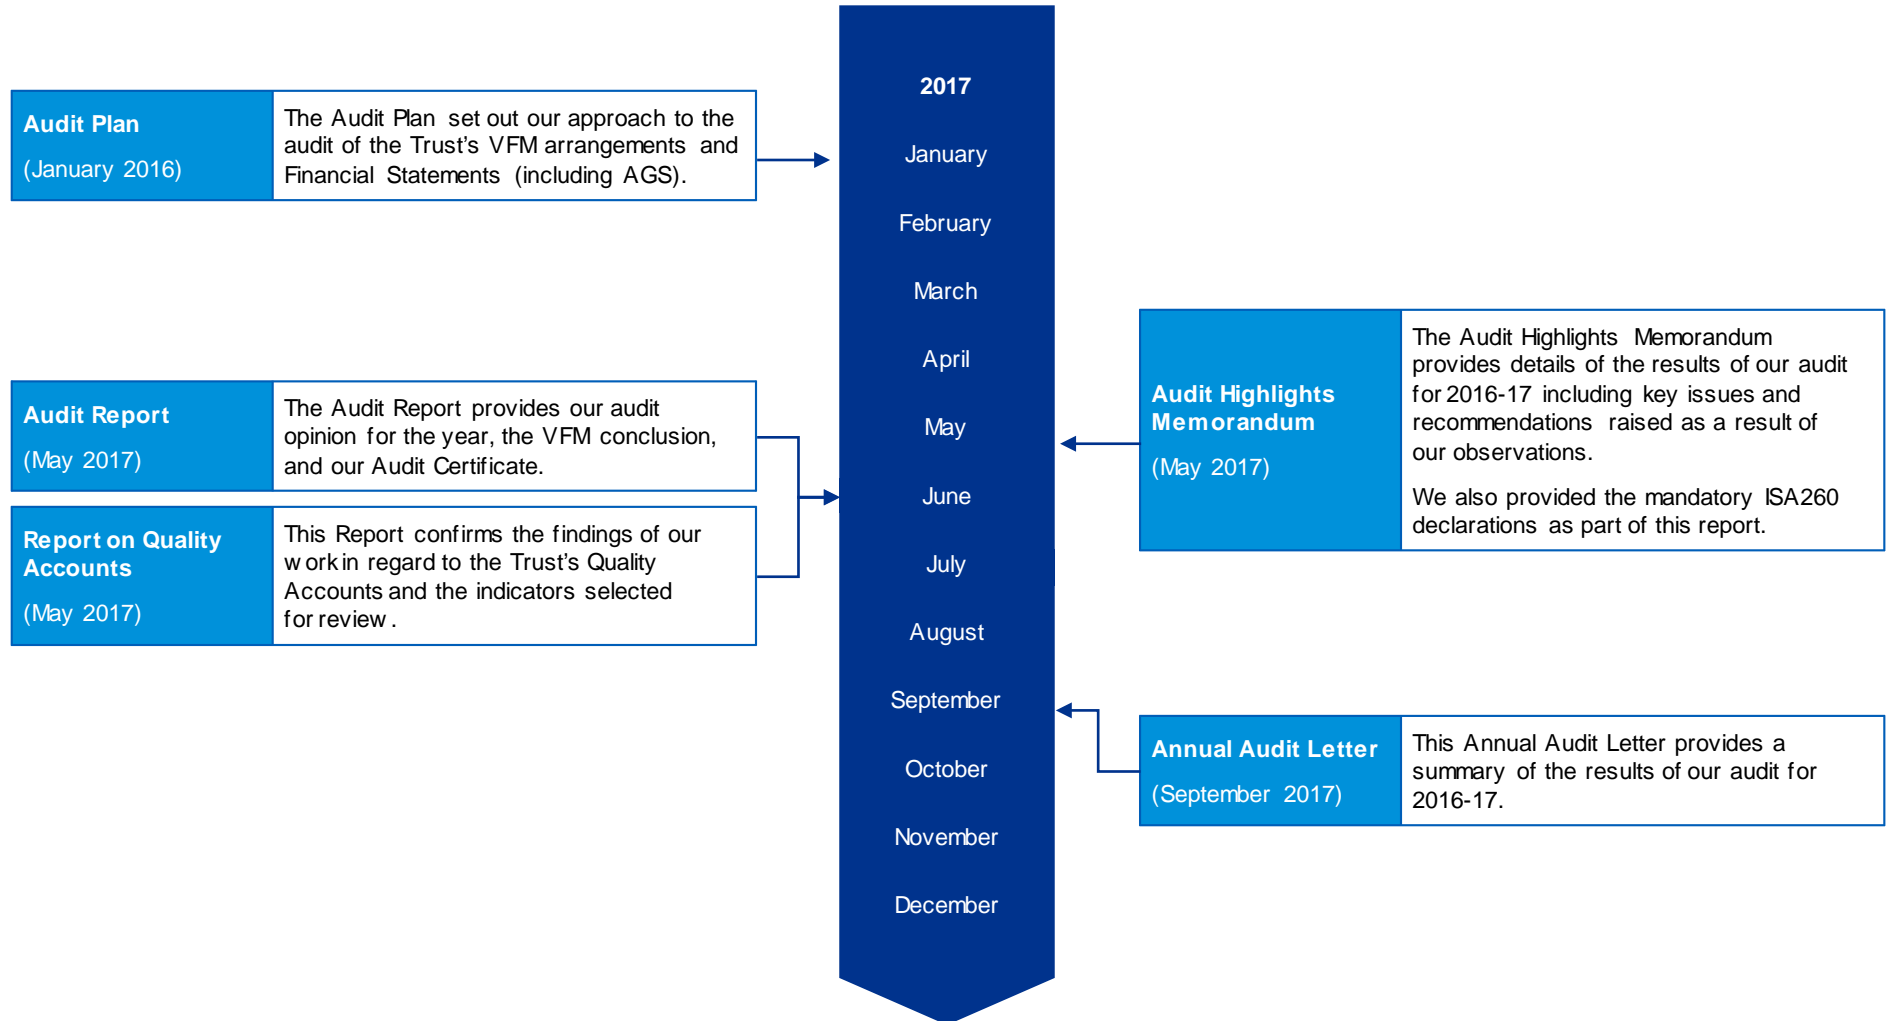 2017
January
February
March
April
May
June
July
August
September
October
November
December
Audit Plan
(January 2016)
The Audit Plan set out our approach to the
audit of the Trust's VFM arrangements and
Financial Statements (including AGS).
Audit Report
(May 2017)
The Audit Report provides our audit
opinion for the year, the VFM conclusion,
and our Audit Certificate.
Report on Quality
Accounts
(May 2017)
This Report confirms the findings of our
work in regard to the Trust's Quality
Accounts and the indicators selected
for review.
Audit Highlights
Memorandum
(May 2017)
The Audit Highlights Memorandum
provides details of the results of our audit
for 2016-17 including key issues and
recommendations raised as a result of
our observations.
We also provided the mandatory ISA260
declarations as part of this report.
Annual Audit Letter
(September 2017)
This Annual Audit Letter provides a
summary of the results of our audit for
2016-17.